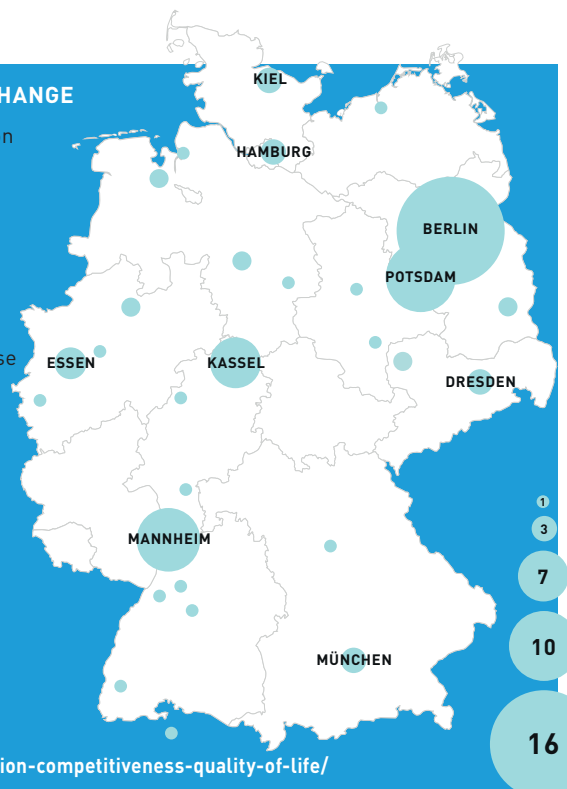 HANGE
n
se
KIEL
HAMBURG
BERLIN
POTSDAM
ESSEN
KASSEL
DRESDEN
MANNHEIM
MÜNCHEN
1
3
7
10
16
ion-competitiveness-quality-of-life/